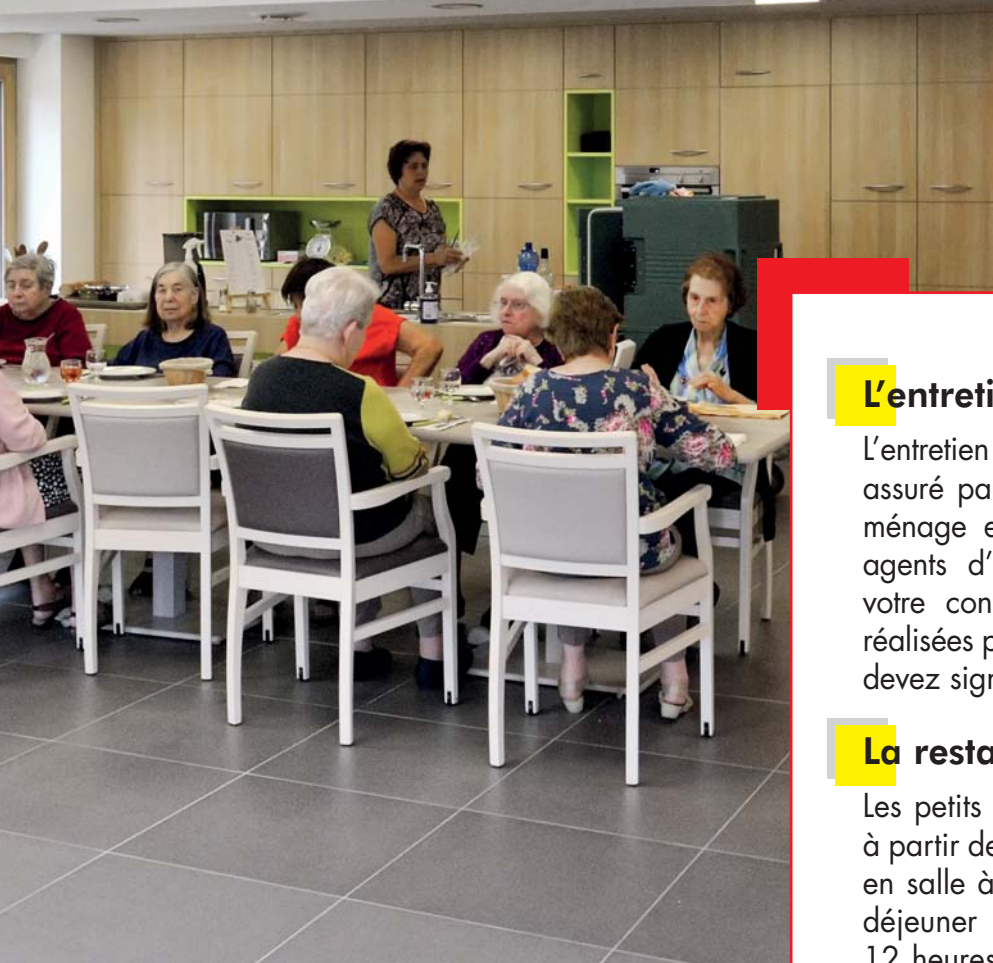 L'entreti
L'entretien
assuré pa
ménage e
agents d'
votre con
réalisées p
devez sign
La resta
Les petits
à partir de
en salle à
déjeuner
12 heures